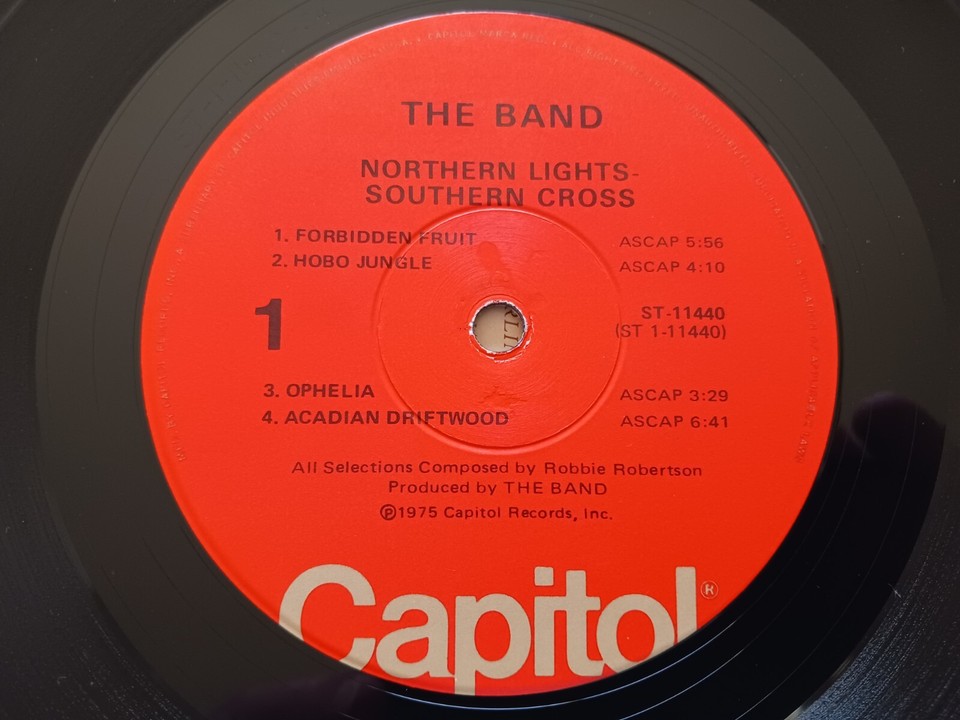 THE BAND
NORTHERN LIGHTS-
SOUTHERN CROSS
1. FORBIDDEN FRUIT ASCAP 5:56
2. HOBO JUNGLE ASCAP 4:10
1
ST-11440
(ST 1-11440)
3. OPHELIA ASCAP 3:29
4. ACADIAN DRIFTWOOD ASCAP 6:41
All Selections Composed by Robbie Robertson
Produced by THE BAND
℗1975 Capitol Records, Inc.
Capitol®